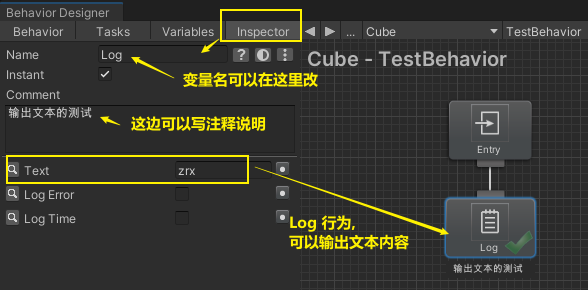 Behavior Designer
Behavior Tasks Variables Inspector ... Cube TestBehavior
Name Log
Instant
变量名可以在这里改
Comment
输出文本的测试
这边可以写注释说明
Text zrx
Log Error
Log Time
Log 行为,
可以输出文本内容
Cube - TestBehavior
Entry
Log
输出文本的测试